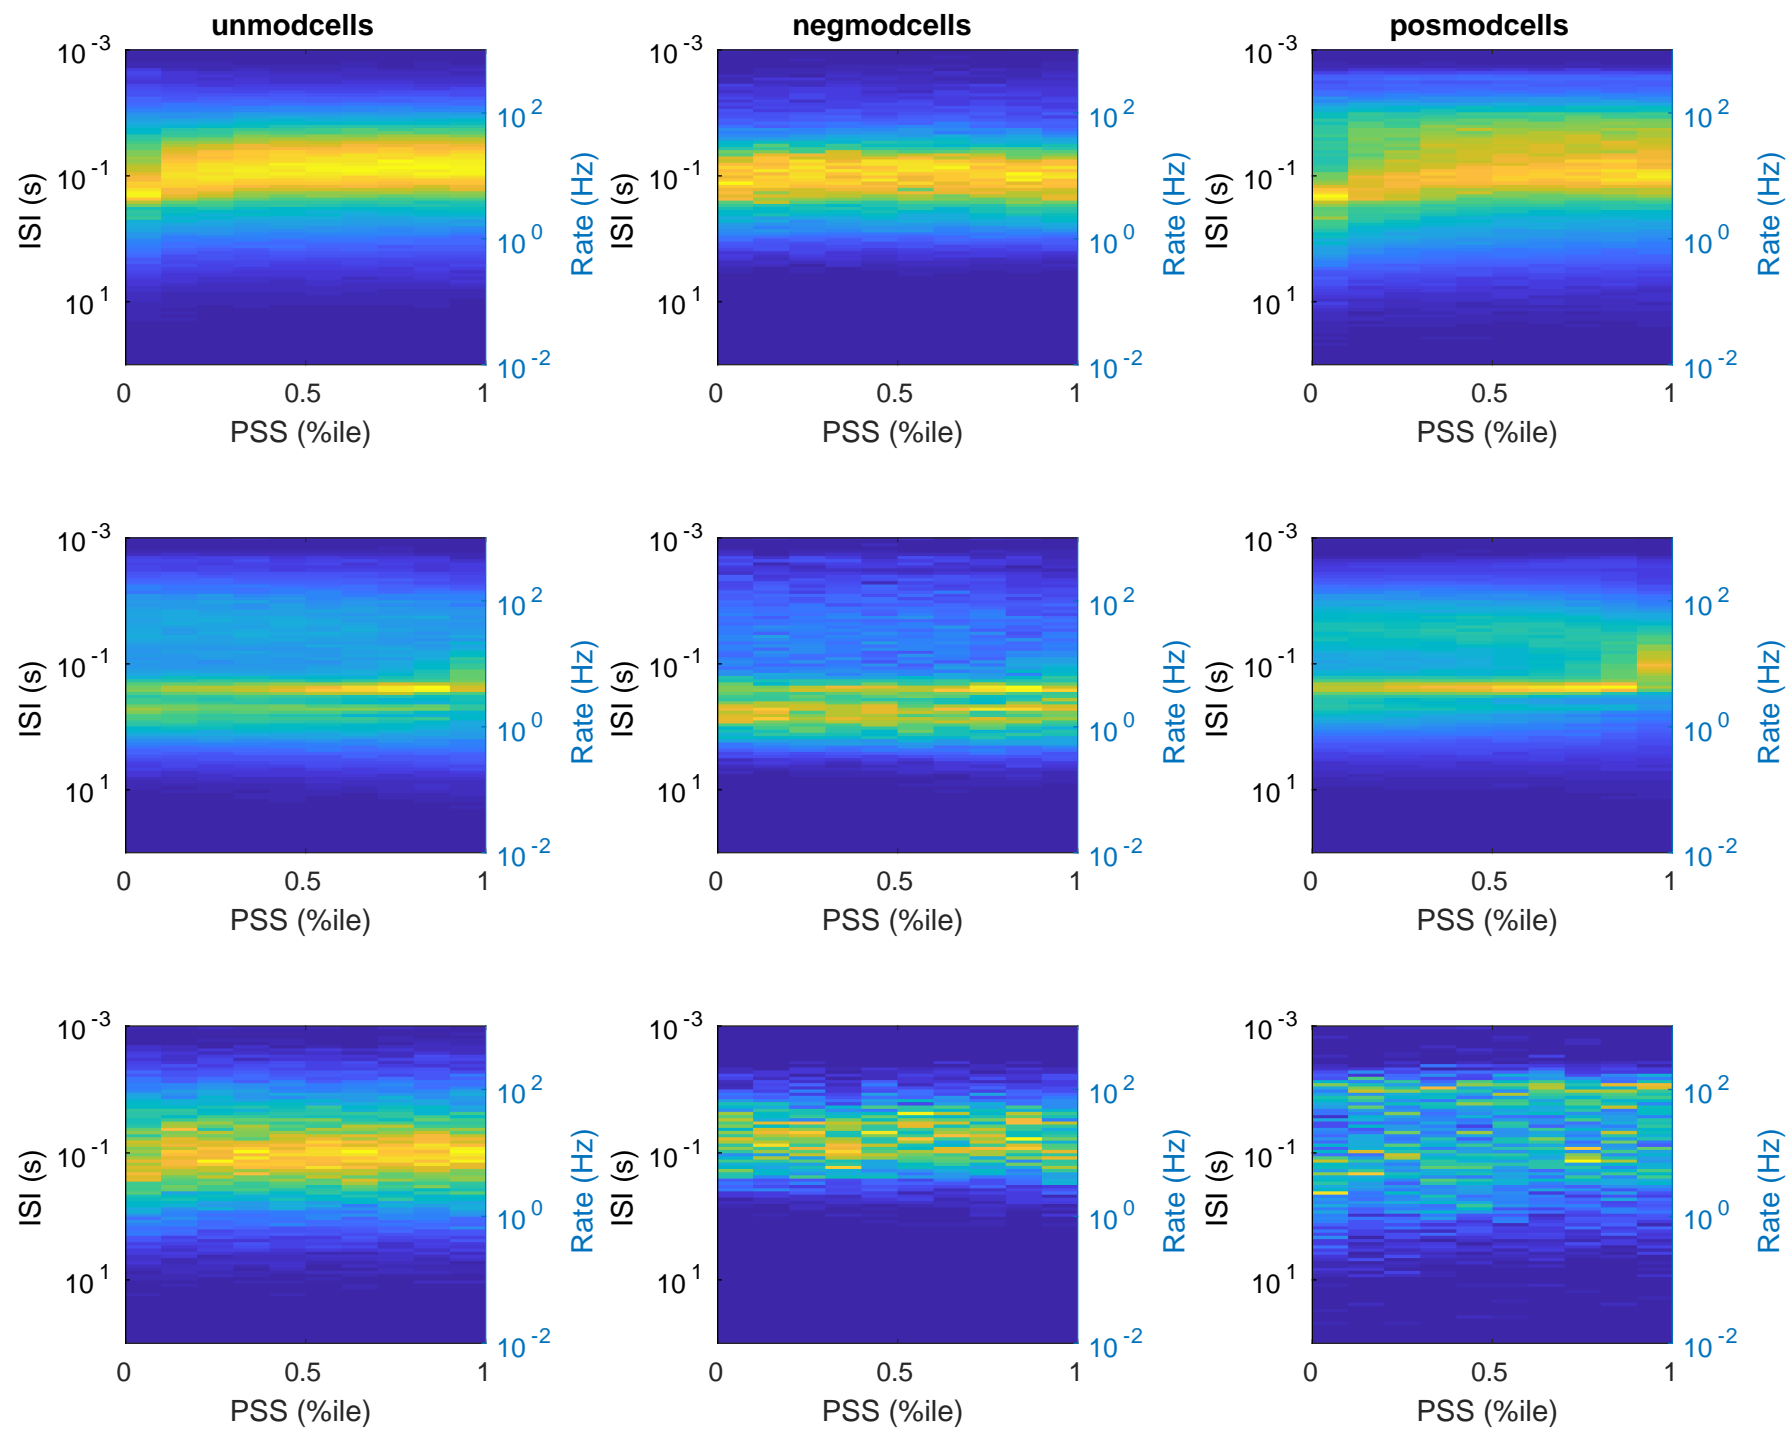 unmodcells negmodcells posmodcells
10-3 10-3 10-3
10 2 10 2 10 2
ISI (s) 10-1 Rate (Hz) ISI (s) 10-1 Rate (Hz) ISI (s) 10-1 Rate (Hz)
10 0 10 0 10 0
10 1 10 1 10 1
10-2 10-2 10-2
0 0.5 1 0 0.5 1 0 0.5 1
PSS (%ile) PSS (%ile) PSS (%ile)
10-3 10-3 10-3
10 2 10 2 10 2
ISI (s) 10-1 Rate (Hz) ISI (s) 10-1 Rate (Hz) ISI (s) 10-1 Rate (Hz)
10 0 10 0 10 0
10 1 10 1 10 1
10-2 10-2 10-2
0 0.5 1 0 0.5 1 0 0.5 1
PSS (%ile) PSS (%ile) PSS (%ile)
10-3 10-3 10-3
10 2 10 2 10 2
ISI (s) 10-1 Rate (Hz) ISI (s) 10-1 Rate (Hz) ISI (s) 10-1 Rate (Hz)
10 0 10 0 10 0
10 1 10 1 10 1
10-2 10-2 10-2
0 0.5 1 0 0.5 1 0 0.5 1
PSS (%ile) PSS (%ile) PSS (%ile)